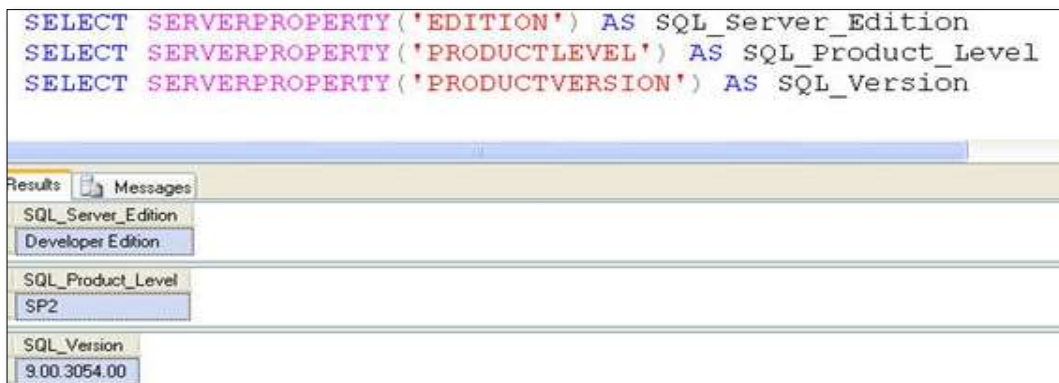 SELECT SERVERPROPERTY('EDITION') AS SQL_Server_Edition
SELECT SERVERPROPERTY('PRODUCTLEVEL') AS SQL_Product_Level
SELECT SERVERPROPERTY('PRODUCTVERSION') AS SQL_Version
Results Messages
SQL_Server_Edition
Developer Edition
SQL_Product_Level
SP2
SQL_Version
9.00.3054.00